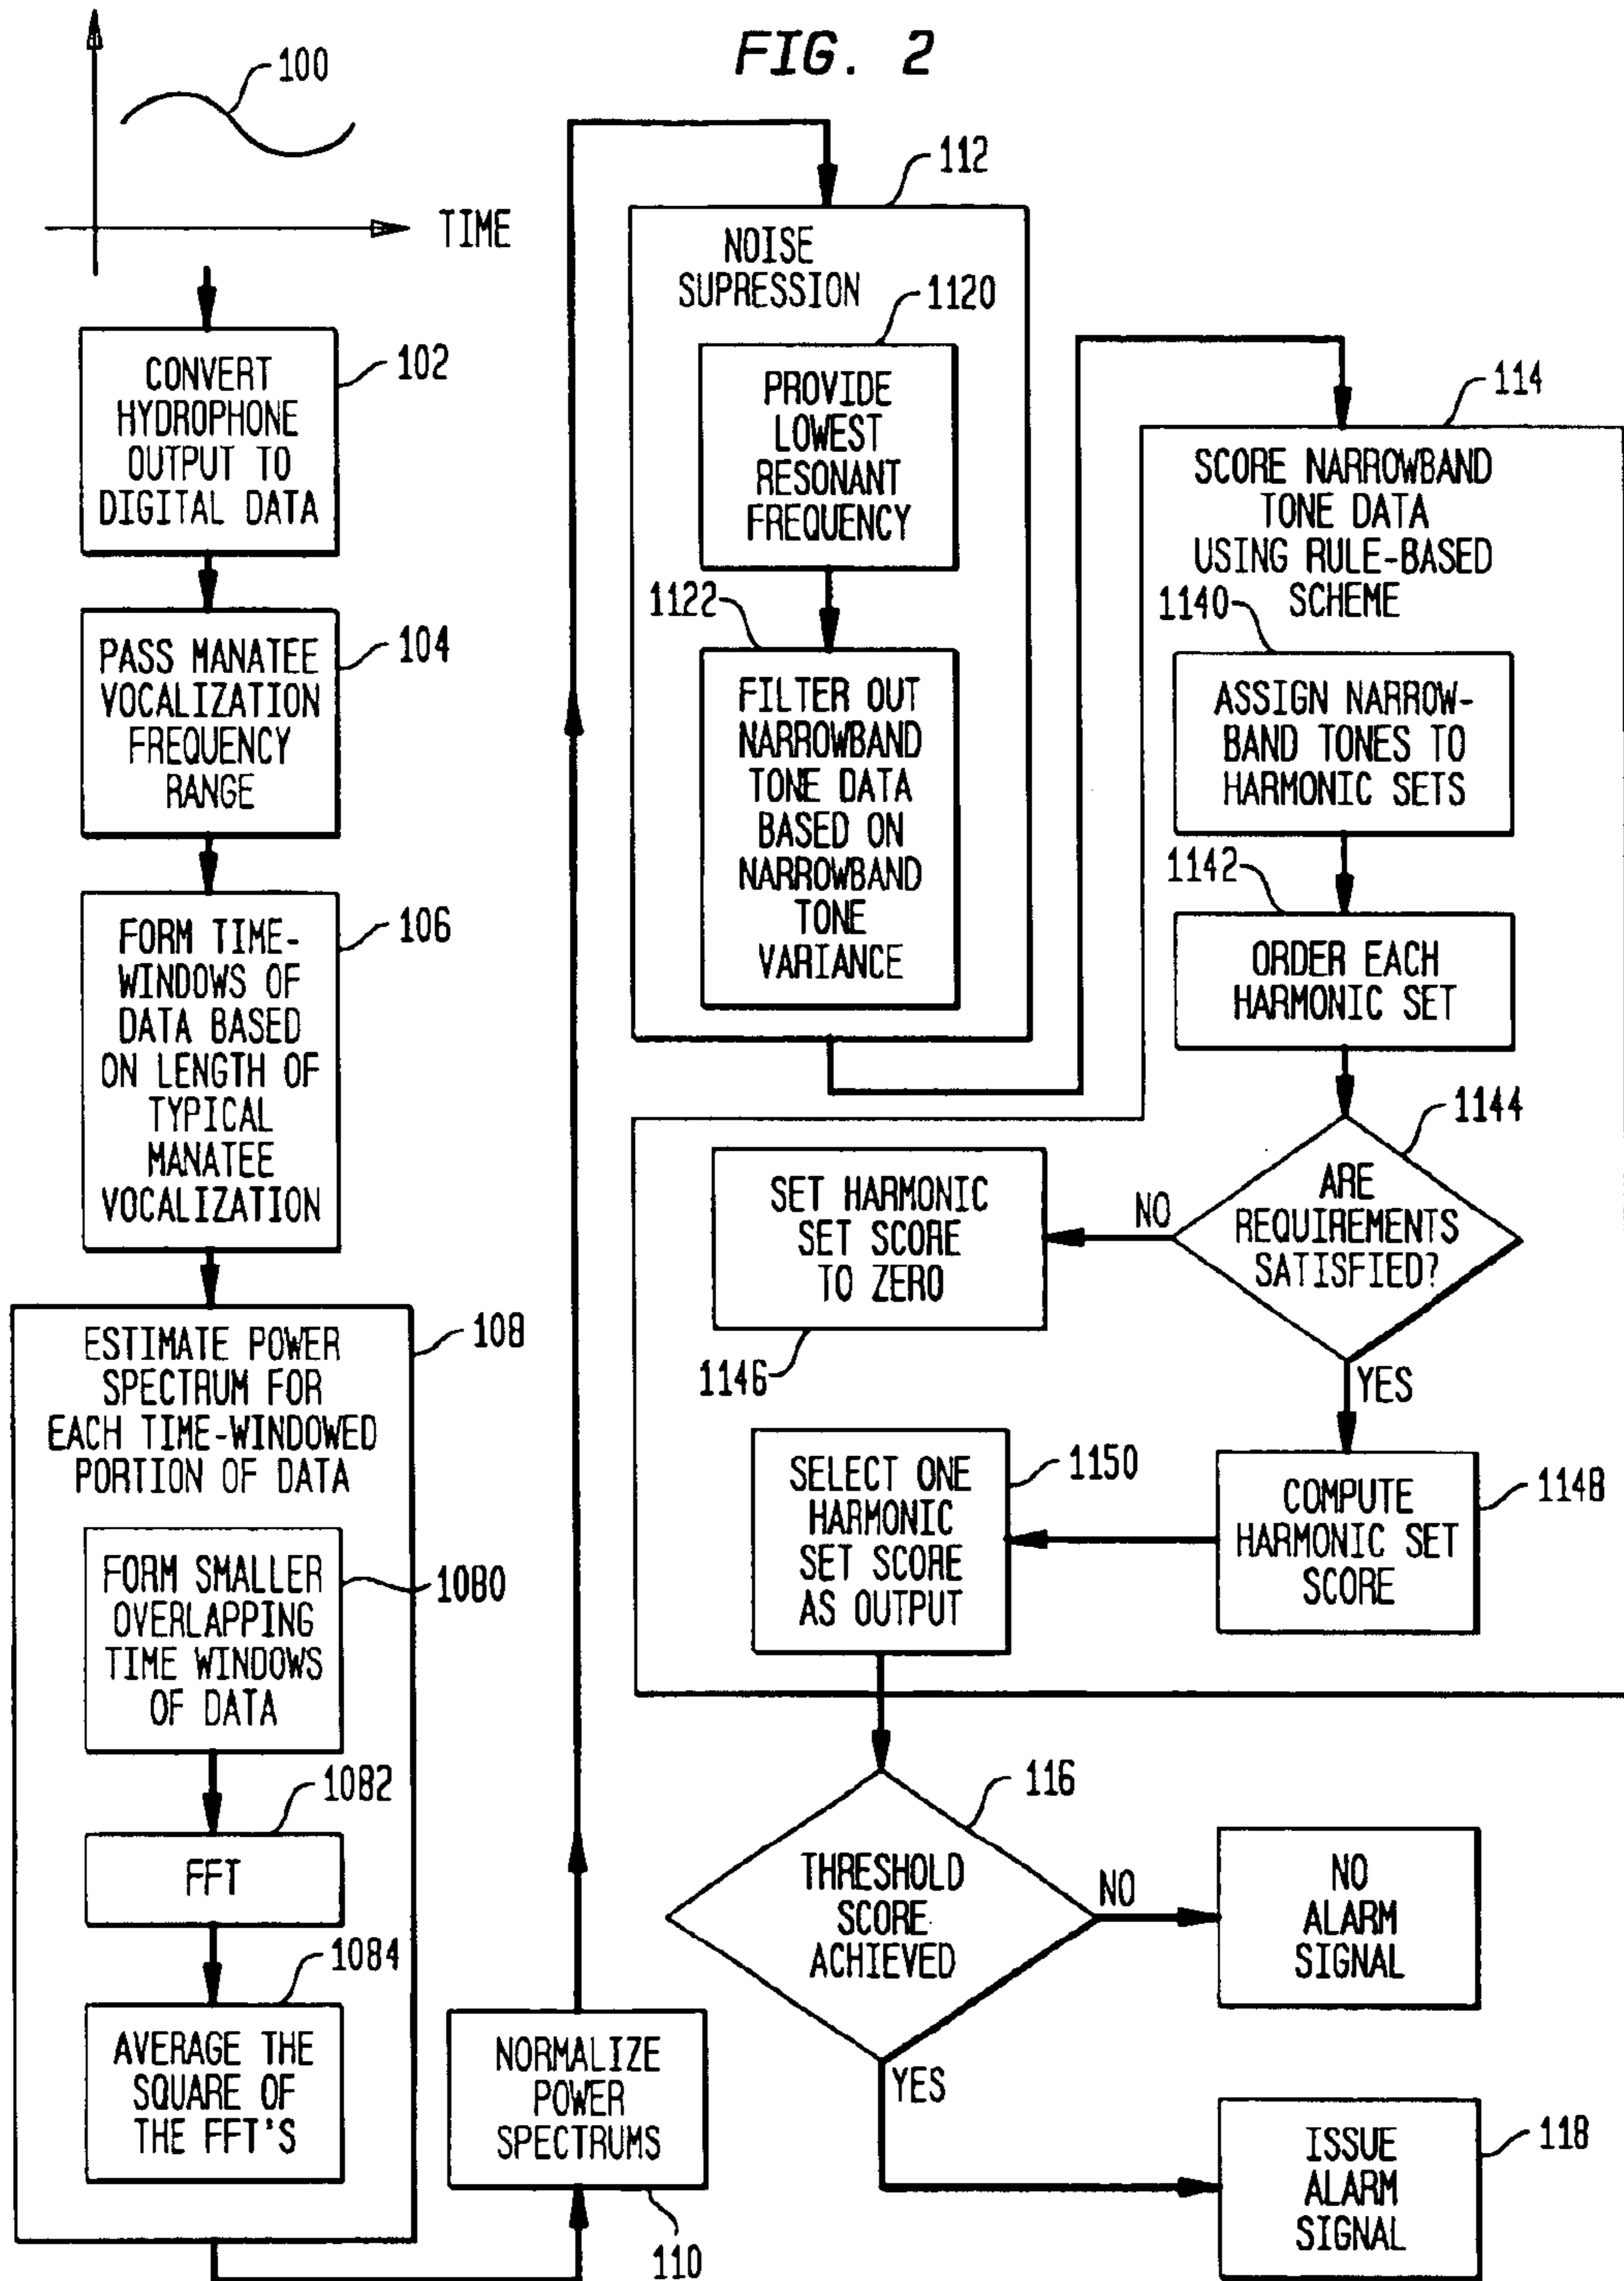 FIG. 2
100
TIME
CONVERT
HYDROPHONE
OUTPUT TO
DIGITAL DATA
102
PASS MANATEE
VOCALIZATION
FREQUENCY
RANGE
104
FORM TIME-
WINDOWS OF
DATA BASED
ON LENGTH OF
TYPICAL
MANATEE
VOCALIZATION
106
ESTIMATE POWER
SPECTRUM FOR
EACH TIME-WINDOWED
PORTION OF DATA
108
FORM SMALLER
OVERLAPPING
TIME WINDOWS
OF DATA
1080
1082
FFT
1084
AVERAGE THE
SQUARE OF
THE FFT'S
NORMALIZE
POWER
SPECTRUMS
110
112
NOISE
SUPRESSION
1120
PROVIDE
LOWEST
RESONANT
FREQUENCY
1122
FILTER OUT
NARROWBAND
TONE DATA
BASED ON
NARROWBAND
TONE
VARIANCE
114
SCORE NARROWBAND
TONE DATA
USING RULE-BASED
SCHEME
1140
ASSIGN NARROW-
BAND TONES TO
HARMONIC SETS
1142
ORDER EACH
HARMONIC SET
1144
ARE
REQUIREMENTS
SATISFIED?
NO
SET HARMONIC
SET SCORE
TO ZERO
1146
YES
COMPUTE
HARMONIC SET
SCORE
1148
SELECT ONE
HARMONIC
SET SCORE
AS OUTPUT
1150
116
THRESHOLD
SCORE
ACHIEVED
NO
NO
ALARM
SIGNAL
YES
ISSUE
ALARM
SIGNAL
118